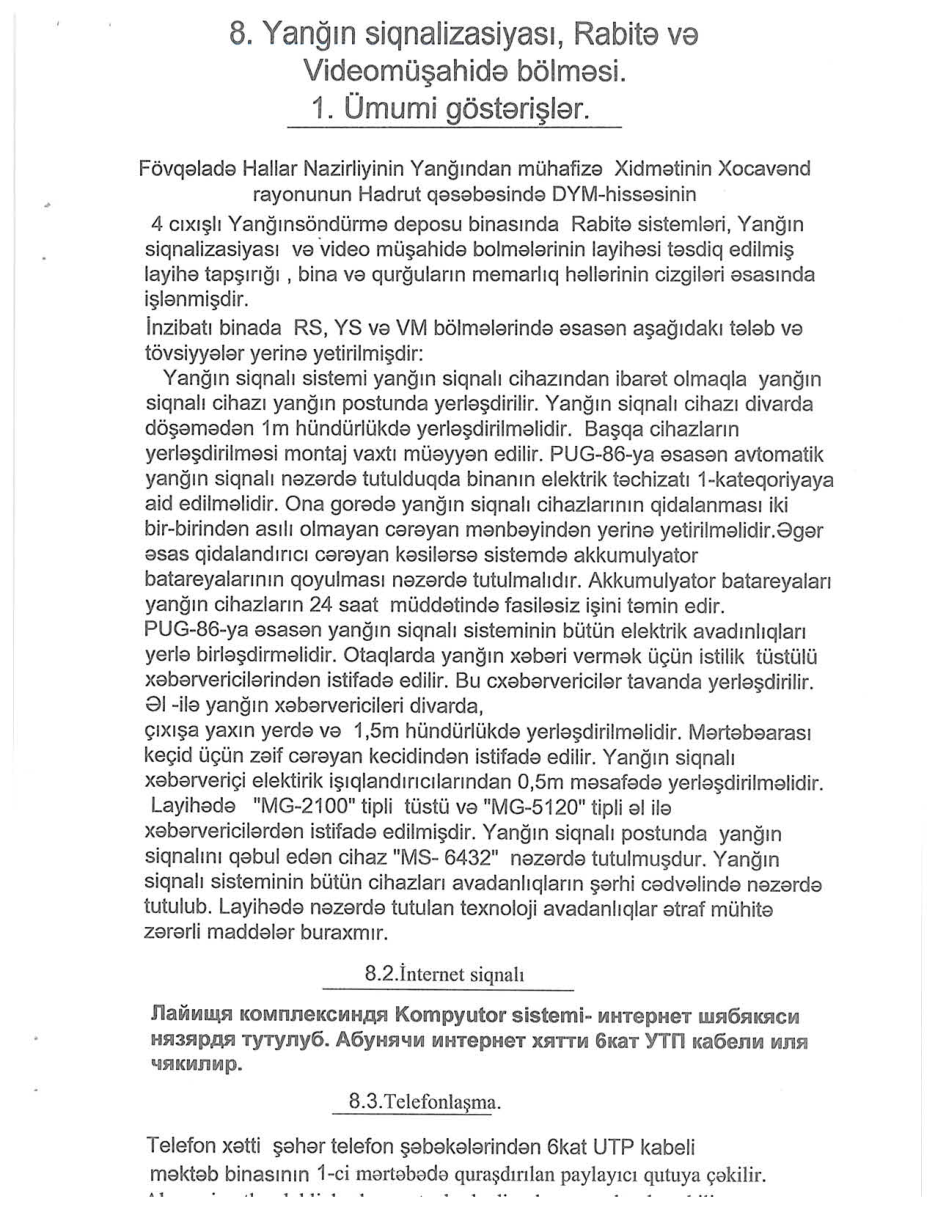 8. Yanğın siqnalizasiyası, Rabitə və
Videomüşahidə bölməsi.
1. Ümumi göstərişlər.
Fövqəladə Hallar Nazirliyinin Yanğından mühafizə Xidmətinin Xocavənd
rayonunun Hadrut qəsəbəsində DYM-hissəsinin
4 cıxışlı Yanğınsöndürmə deposu binasında Rabitə sistemləri, Yanğın
siqnalizasiyası və video müşahidə bolmələrinin layihəsi təsdiq edilmiş
layihə tapşırığı , bina və qurğuların memarlıq həllərinin cizgiləri əsasında
işlənmişdir.
İnzibatı binada RS, YS və VM bölmələrində əsasən aşağıdakı tələb və
tövsiyyələr yerinə yetirilmişdir:
Yanğın siqnalı sistemi yanğın siqnalı cihazından ibarət olmaqla yanğın
siqnalı cihazı yanğın postunda yerləşdirilir. Yanğın siqnalı cihazı divarda
döşəmədən 1m hündürlükdə yerləşdirilməlidir. Başqa cihazların
yerləşdirilməsi montaj vaxtı müəyyən edilir. PUG-86-ya əsasən avtomatik
yanğın siqnalı nəzərdə tutulduqda binanın elektrik təchizatı 1-kateqoriyaya
aid edilməlidir. Ona gorədə yanğın siqnalı cihazlarının qidalanması iki
bir-birindən asılı olmayan cərəyan mənbəyindən yerinə yetirilməlidir.Əgər
əsas qidalandırıcı cərəyan kəsilərsə sistemdə akkumulyator
batareyalarının qoyulması nəzərdə tutulmalıdır. Akkumulyator batareyaları
yanğın cihazların 24 saat müddətində fasiləsiz işini təmin edir.
PUG-86-ya əsasən yanğın siqnalı sisteminin bütün elektrik avadınlıqları
yerlə birləşdirməlidir. Otaqlarda yanğın xəbəri vermək üçün istilik tüstülü
xəbərvericilərindən istifadə edilir. Bu cxəbərvericilər tavanda yerləşdirilir.
Əl -ilə yanğın xəbərvericileri divarda,
çıxışa yaxın yerdə və 1,5m hündürlükdə yerləşdirilməlidir. Mərtəbəarası
keçid üçün zəif cərəyan kecidindən istifadə edilir. Yanğın siqnalı
xəbərveriçi elektirik işıqlandırıcılarından 0,5m məsafədə yerləşdirilməlidir.
Layihədə "MG-2100" tipli tüstü və "MG-5120" tipli əl ilə
xəbərvericilərdən istifadə edilmişdir. Yanğın siqnalı postunda yanğın
siqnalını qəbul edən cihaz "MS- 6432" nəzərdə tutulmuşdur. Yanğın
siqnalı sisteminin bütün cihazları avadanlıqların şərhi cədvəlində nəzərdə
tutulub. Layihədə nəzərdə tutulan texnoloji avadanlıqlar ətraf mühitə
zərərli maddələr buraxmır.
8.2.İnternet siqnalı
Лайищя комплексиндя Kompyutor sistemi- интернет шябякяси
нязярдя тутулуб. Абунячи интернет хятти 6кат УТП кабели иля
чякилир.
8.3.Telefonlaşma.
Telefon xətti şəhər telefon şəbəkələrindən 6kat UTP kabeli
məktəb binasının 1-ci mərtəbədə quraşdırılan paylayıcı qutuya çəkilir.